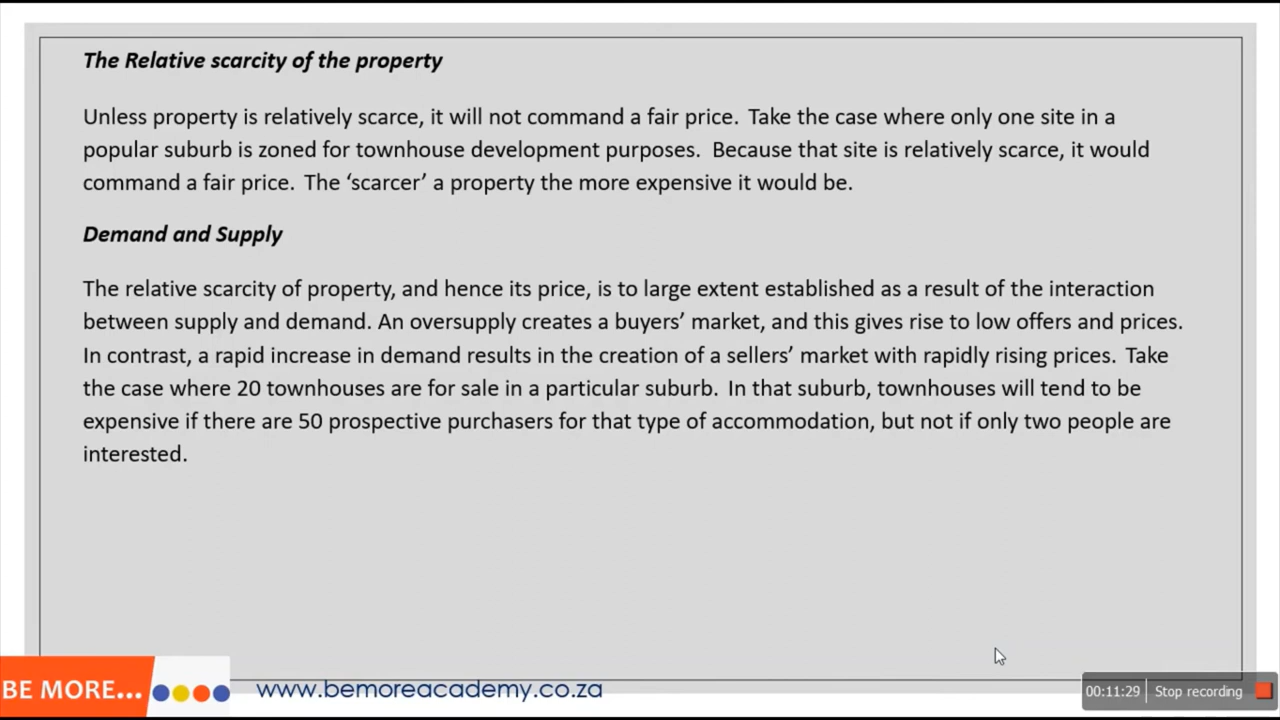 The Relative scarcity of the property
Unless property is relatively scarce, it will not command a fair price.  Take the case where only one site in a
popular suburb is zoned for townhouse development purposes.  Because that site is relatively scarce, it would
command a fair price.  The ‘scarcer’ a property the more expensive it would be.
Demand and Supply
The relative scarcity of property, and hence its price, is to large extent established as a result of the interaction
between supply and demand. An oversupply creates a buyers’ market, and this gives rise to low offers and prices.
In contrast, a rapid increase in demand results in the creation of a sellers’ market with rapidly rising prices.  Take
the case where 20 townhouses are for sale in a particular suburb.  In that suburb, townhouses will tend to be
expensive if there are 50 prospective purchasers for that type of accommodation, but not if only two people are
interested.
BE MORE... www.bemoreacademy.co.za
00:11:29 Stop recording